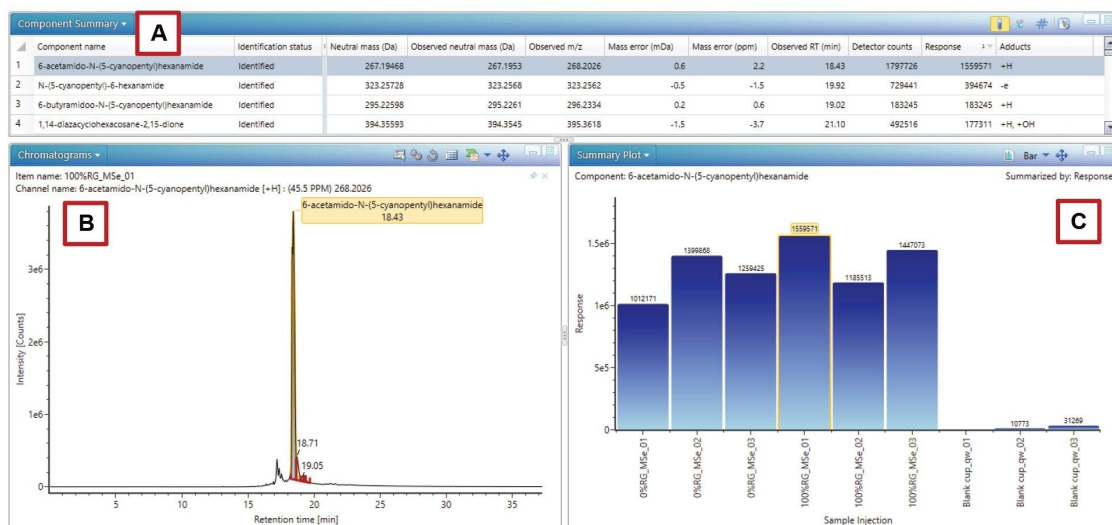 Component Summary
A
Component name Identification status Neutral mass (Da) Observed neutral mass (Da) Observed m/z Mass error (mDa) Mass error (ppm) Observed RT (min) Detector counts Response 1 Adducts
1 6-acetamido-N-(5-cyanopentyl)hexanamide Identified 267.19468 267.1953 268.2026 0.6 2.2 18.43 1797726 1559571 +H
2 N-(5-cyanopentyl)-6-hexanamide Identified 323.25728 323.2568 323.2562 -0.5 -1.5 19.92 729441 394674 -e
3 6-butyramidoo-N-(5-cyanopentyl)hexanamide Identified 295.22598 295.2261 296.2334 0.2 0.6 19.02 183245 183245 +H
4 1,14-diazacyclohexacosane-2,15-dione Identified 394.35593 394.3545 395.3618 -1.5 -3.7 21.10 492516 177311 +H, +OH
Chromatograms
Item name: 100%RG_MSe_01
Channel name: 6-acetamido-N-(5-cyanopentyl)hexanamide [+H] : (45.5 PPM) 268.2026
B
6-acetamido-N-(5-cyanopentyl)hexanamide
18.43
3e6
2e6
1e6
0
Intensity [Counts]
18.71
19.05
5 10 15 20 25 30 35
Retention time [min]
Summary Plot
Bar
Component: 6-acetamido-N-(5-cyanopentyl)hexanamide Summarized by: Response
C
1.5e6
1e6
5e5
0
Response
1012171
1399868
1259425
1559571
1185513
1447073
10773
31269
0%RG_MSe_01
0%RG_MSe_02
0%RG_MSe_03
100%RG_MSe_01
100%RG_MSe_02
100%RG_MSe_03
Blank cup_qw_01
Blank cup_qw_02
Blank cup_qw_03
Sample Injection